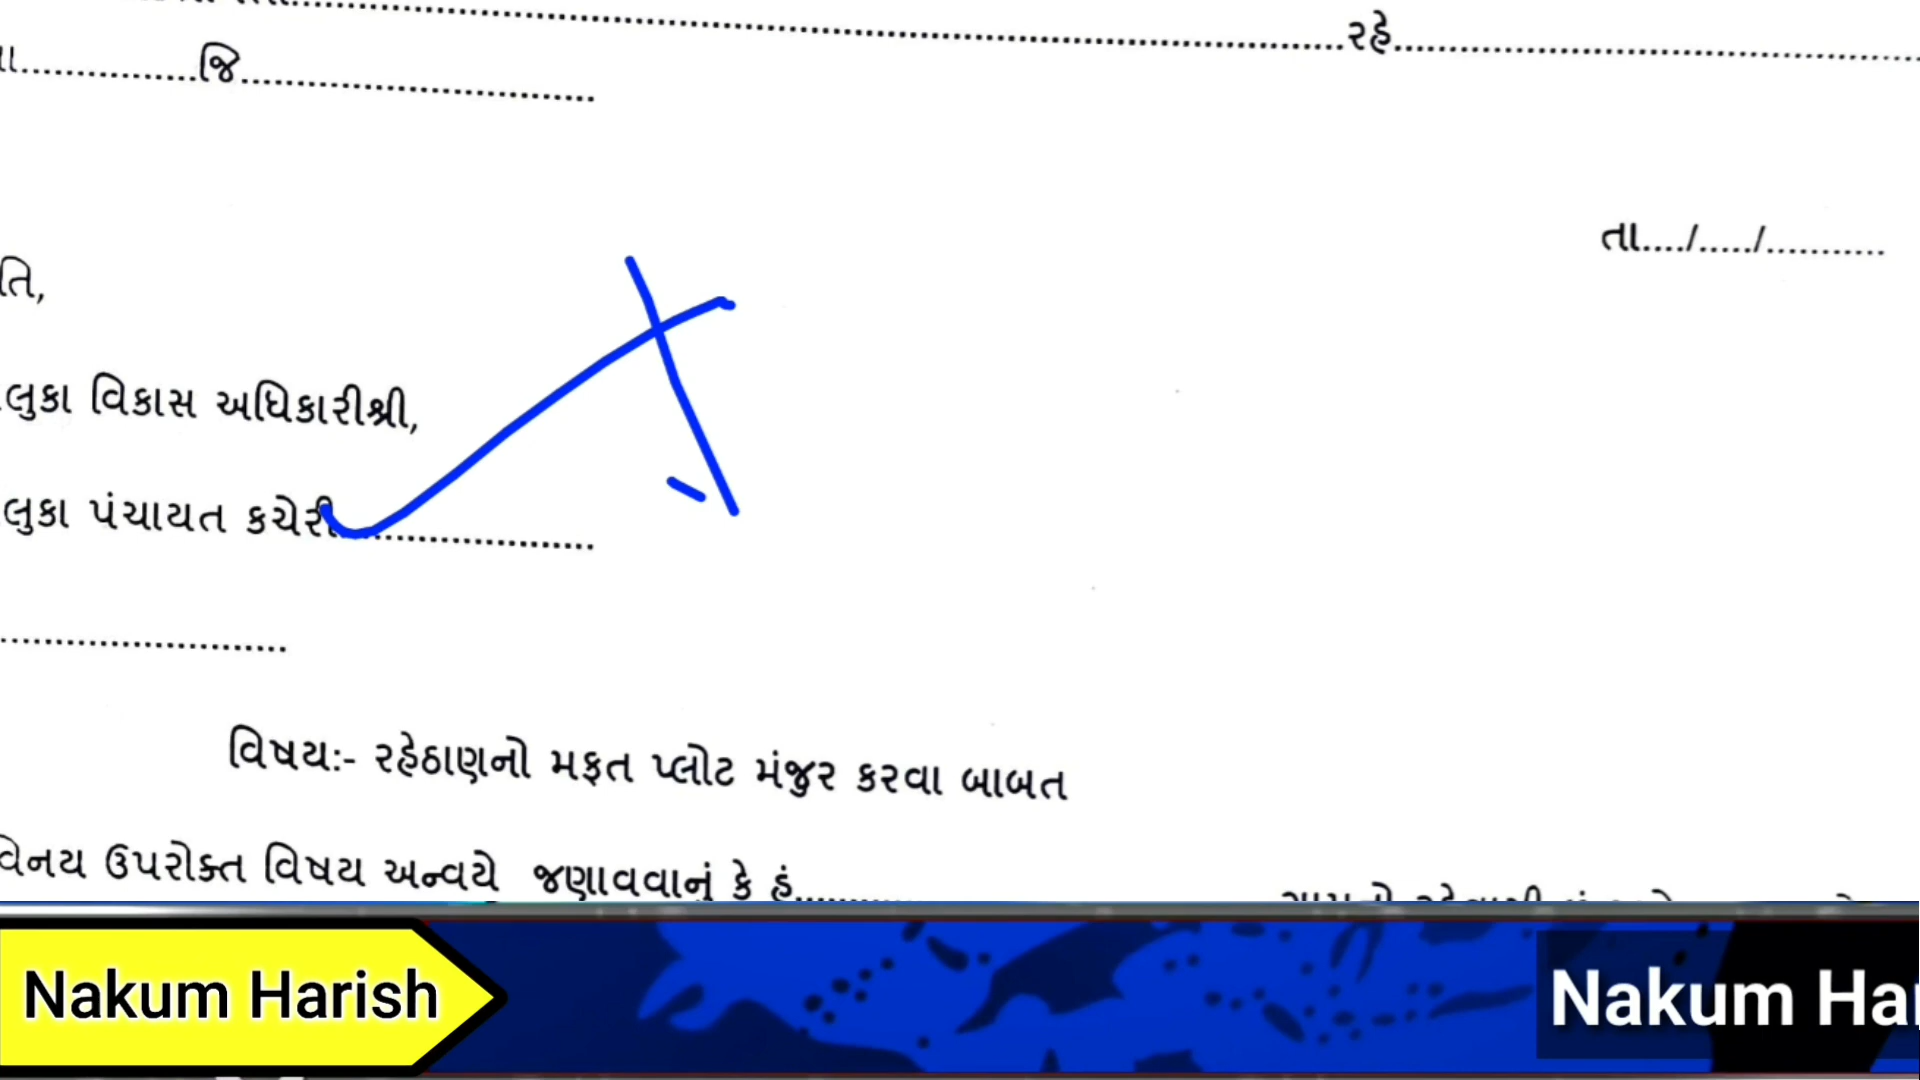 .......... રહે..........
..........જિ..........
તા..../...../...........
તિ,
લુકા વિકાસ અધિકારીશ્રી,
લુકા પંચાયત કચેરી..........
..........
વિષય:- રહેઠાણનો મફત પ્લોટ મંજુર કરવા બાબત
વિનય ઉપરોક્ત વિષય અન્વયે જણાવવાનું કે હું..........
Nakum Harish
Nakum Har